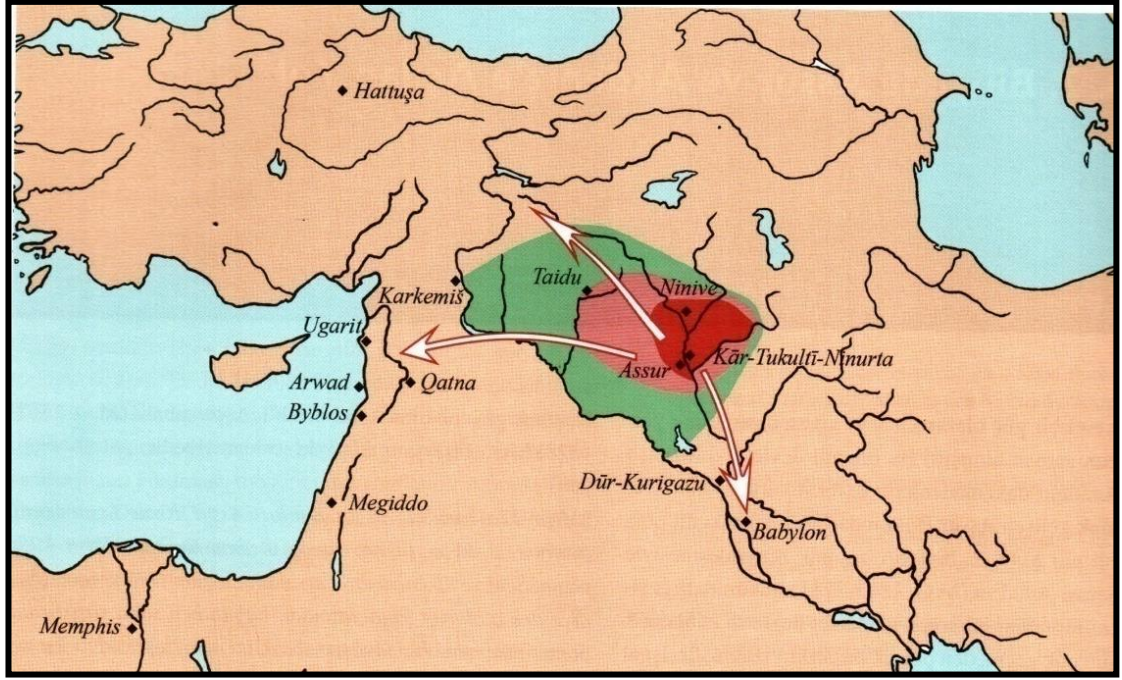 Hattuşa
Taidu
Ninive
Karkemiš
Ugarit
Kār-Tukultī-Ninurta
Assur
Arwad
Qatna
Byblos
Dūr-Kurigazu
Megiddo
Babylon
Memphis